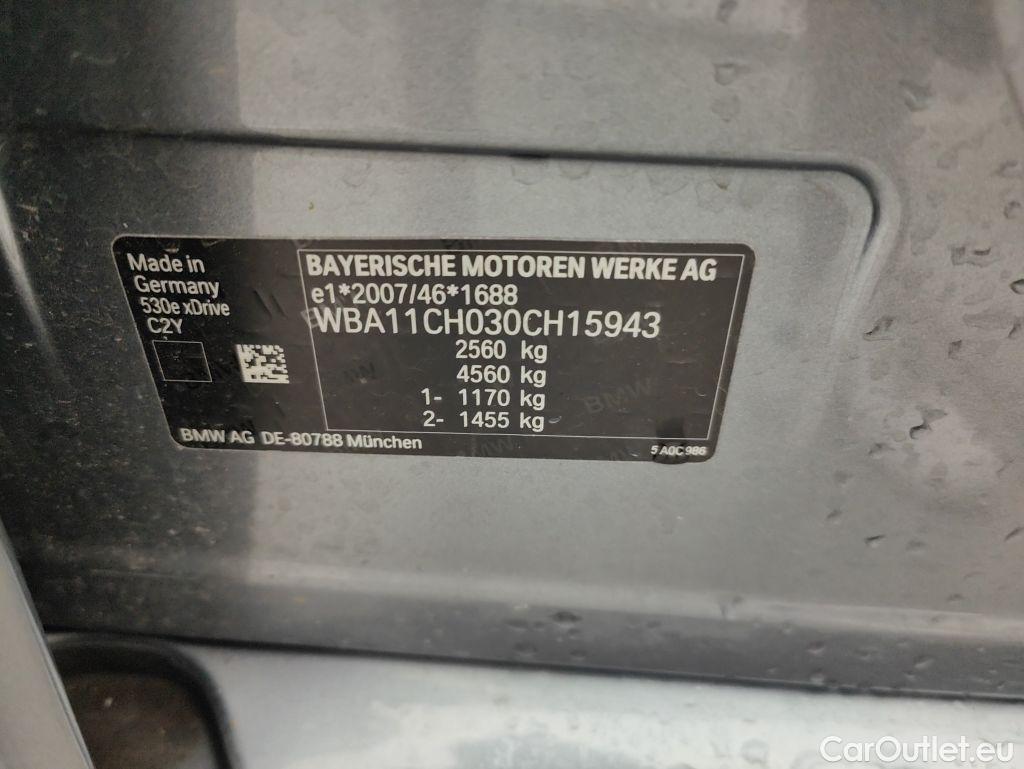 Made in
Germany
530e xDrive
C2Y
BAYERISCHE MOTOREN WERKE AG
e1*2007/46*1688
WBA11CH030CH15943
2560 kg
4560 kg
1- 1170 kg
2- 1455 kg
BMW AG DE-80788 München
5 A0C 986
CarOutlet.eu